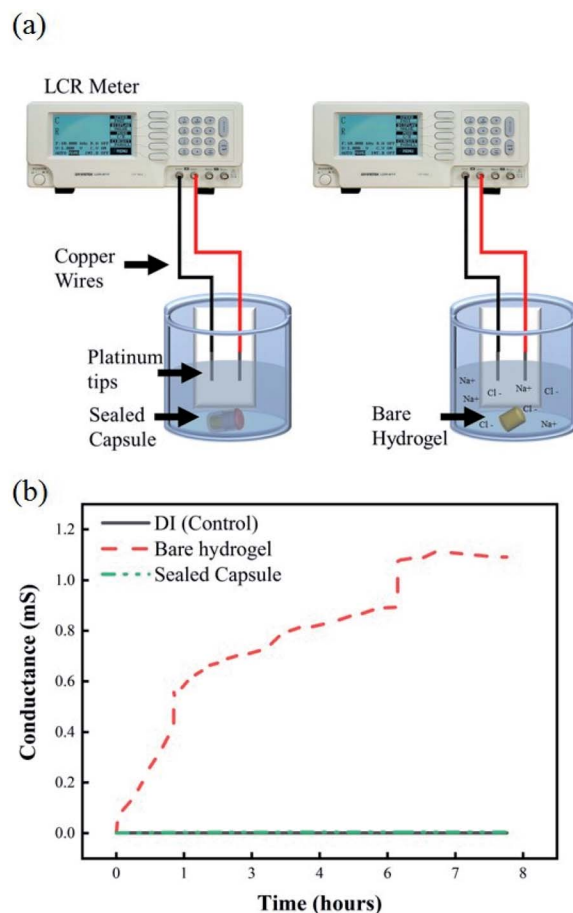 (a)
LCR Meter
Copper
Wires
Platinum
tips
Sealed
Capsule
Na+
Na+
Cl -
Na+
Cl -
Cl -
Cl -
Na+
Bare
Hydrogel
(b)
DI (Control)
Bare hydrogel
Sealed Capsule
Conductance (mS)
1.2
1.0
0.8
0.6
0.4
0.2
0.0
0 1 3 4 6 7 8
Time (hours)